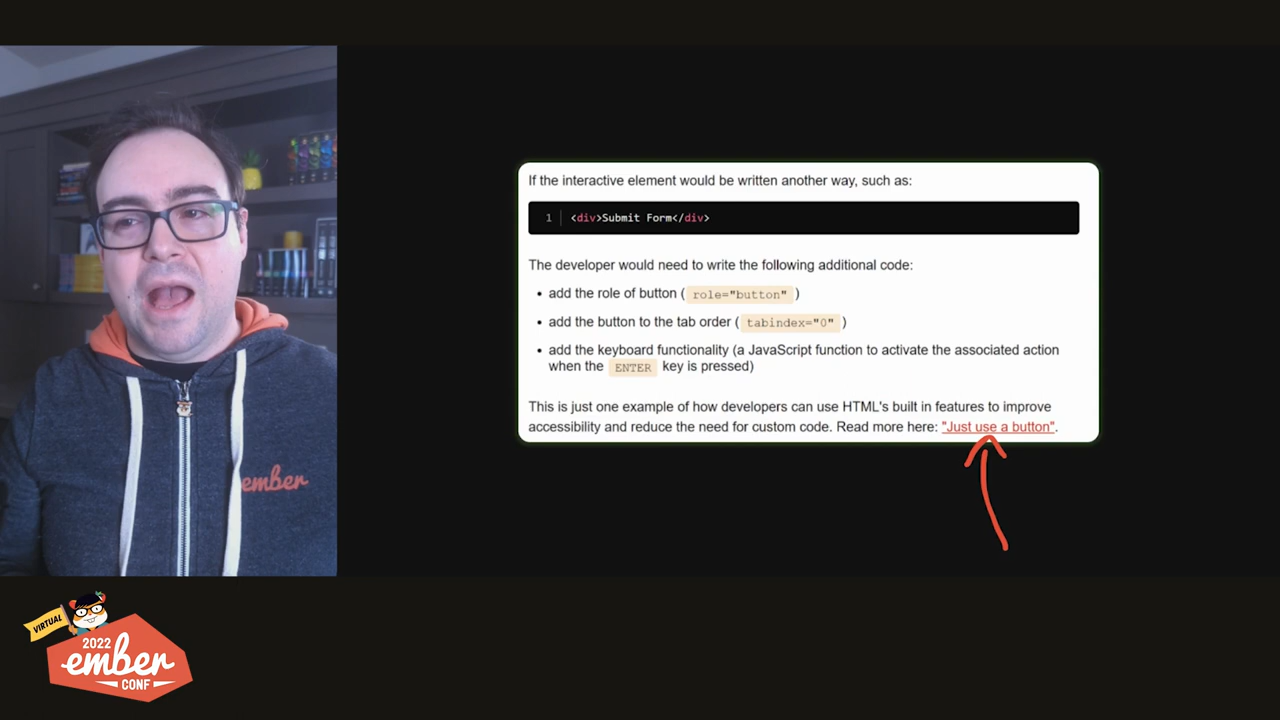 If the interactive element would be written another way, such as:
1 <div>Submit Form</div>
The developer would need to write the following additional code:
• add the role of button ( role="button" )
• add the button to the tab order ( tabindex="0" )
• add the keyboard functionality (a JavaScript function to activate the associated action
when the ENTER key is pressed)
This is just one example of how developers can use HTML's built in features to improve
accessibility and reduce the need for custom code. Read more here: "Just use a button".
ember
VIRTUAL
2022
ember
CONF